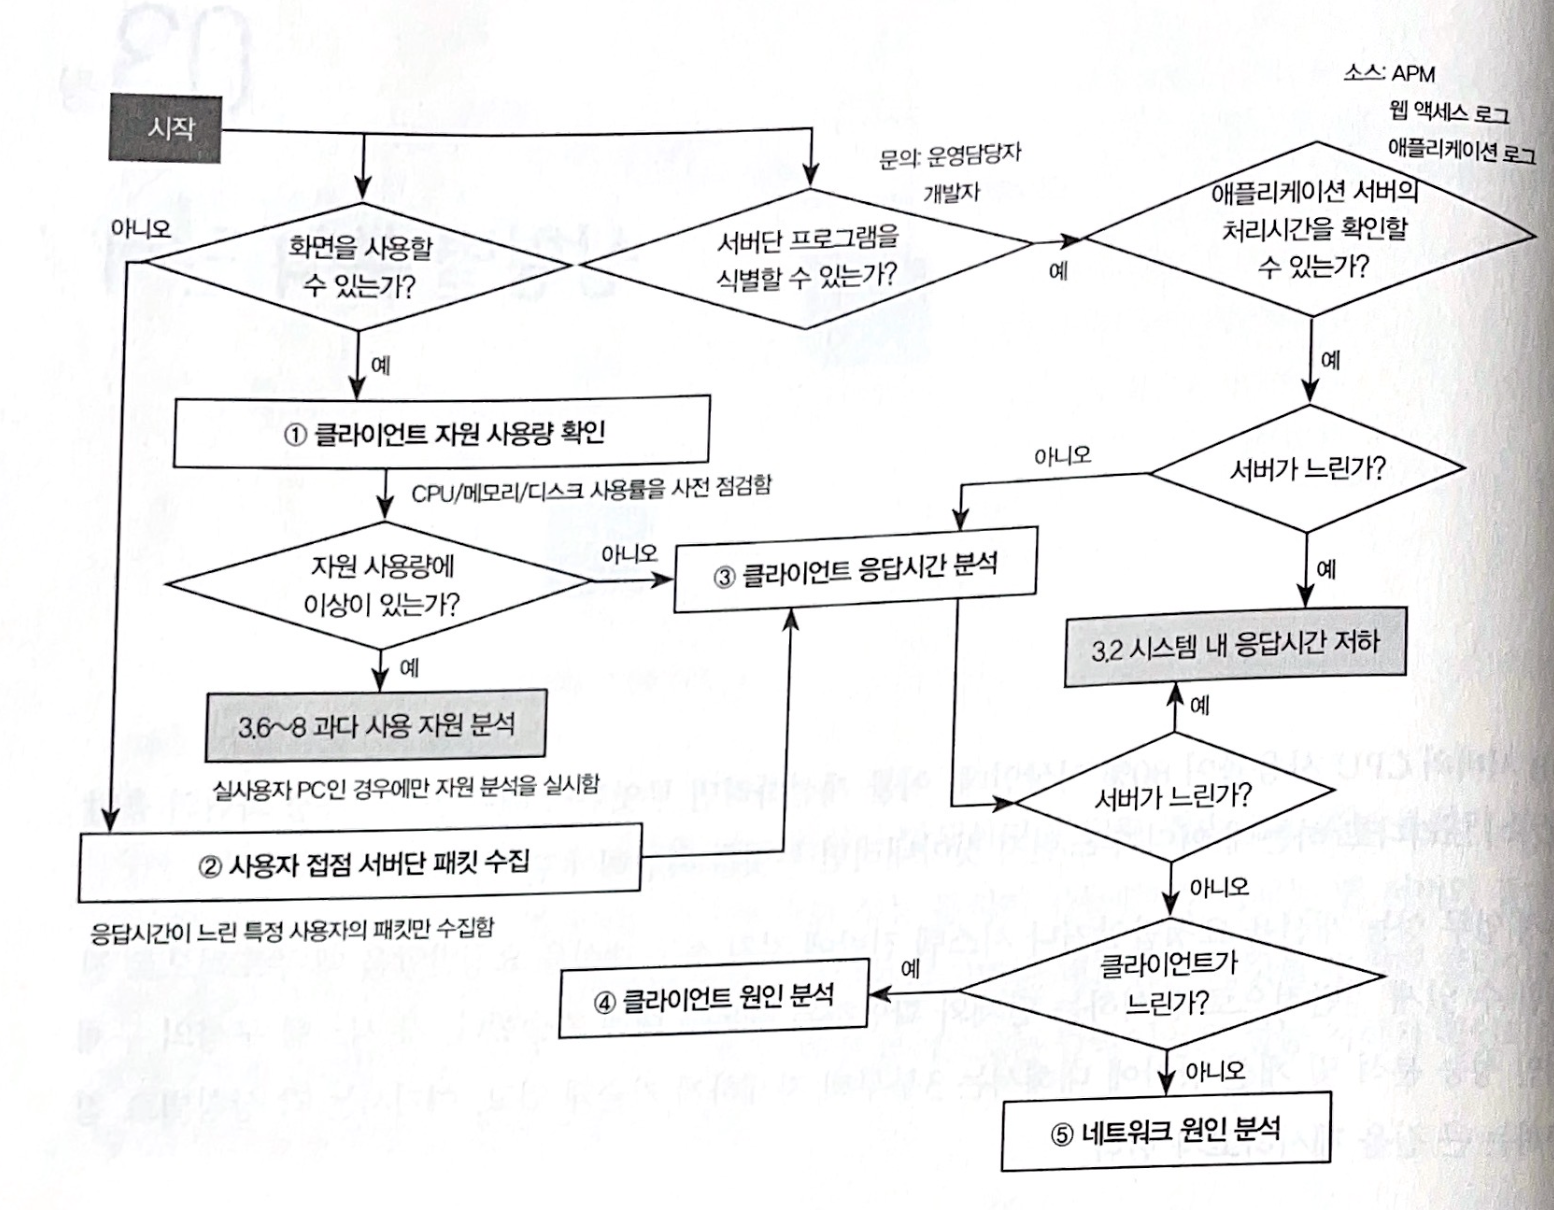 소스: APM
웹 액세스 로그
애플리케이션 로그
시작
문의: 운영담당자
개발자
아니오
화면을 사용할
수 있는가?
서버단 프로그램을
식별할 수 있는가?
예
애플리케이션 서버의
처리시간을 확인할
수 있는가?
예
예
① 클라이언트 자원 사용량 확인
CPU/메모리/디스크 사용률을 사전 점검함
아니오
서버가 느린가?
자원 사용량에
이상이 있는가?
아니오
③ 클라이언트 응답시간 분석
예
예
3.2 시스템 내 응답시간 저하
3.6~8 과다 사용 자원 분석
실사용자 PC인 경우에만 자원 분석을 실시함
예
서버가 느린가?
② 사용자 접점 서버단 패킷 수집
응답시간이 느린 특정 사용자의 패킷만 수집함
아니오
클라이언트가
느린가?
예
④ 클라이언트 원인 분석
아니오
⑤ 네트워크 원인 분석